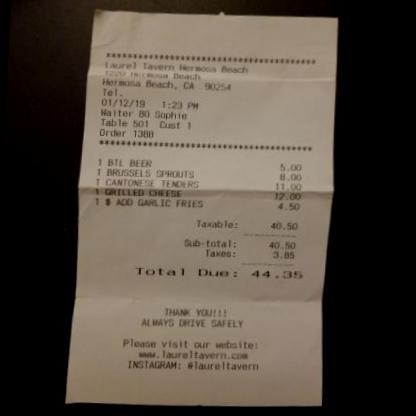 ****************************************
Laurel Tavern Hermosa Beach
1220 Hermosa Beach
Hermosa Beach, CA 90254
Tel.
01/12/19 1:23 PM
Waiter 80 Sophie
Table 501 Cust 1
Order 1388
****************************************
1 BTL BEER 5.00
1 BRUSSELS SPROUTS 8.00
1 CANTONESE TENDERS 11.00
1 GRILLED CHEESE 12.00
1 $ ADD GARLIC FRIES 4.50
Taxable: 40.50
Sub-total: 40.50
Taxes: 3.85
Total Due: 44.35
THANK YOU!!!
ALWAYS DRIVE SAFELY
Please visit our website:
www.laureltavern.com
INSTAGRAM: #laureltavern